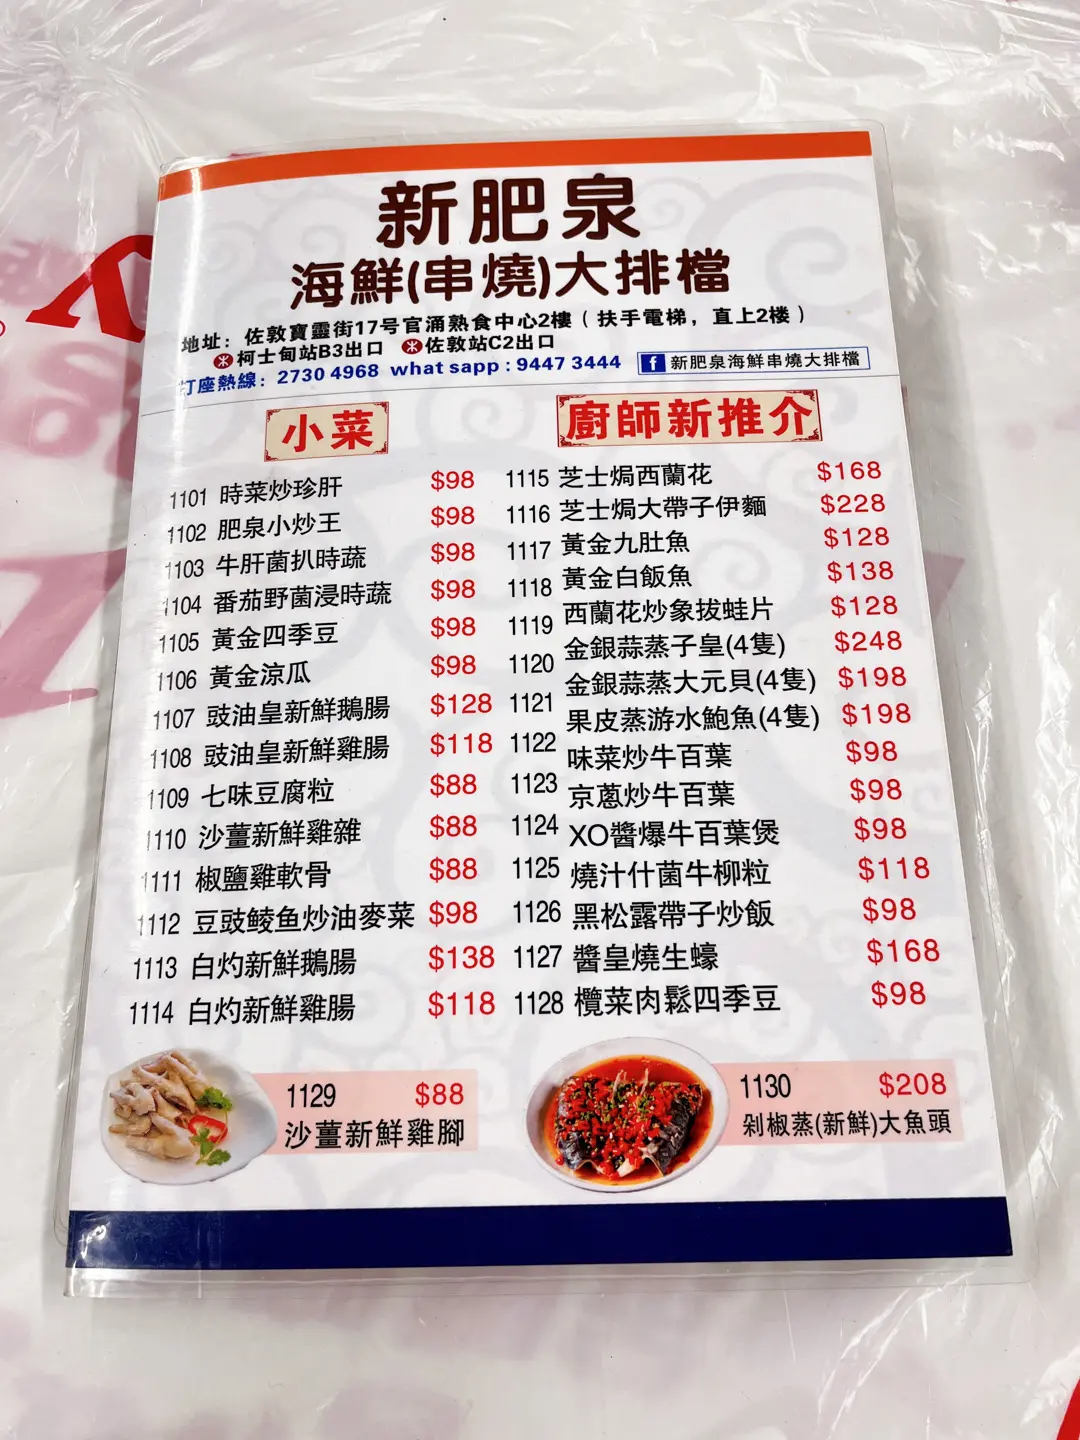 新肥泉
海鮮(串燒)大排檔
地址：佐敦寶靈街17号官涌熟食中心2樓（扶手電梯，直上2楼）
柯士甸站B3出口 佐敦站C2出口
訂座熱線：2730 4968 what sapp : 9447 3444 f 新肥泉海鮮串燒大排檔
小菜
1101 時菜炒珍肝 $98
1102 肥泉小炒王 $98
1103 牛肝菌扒時蔬 $98
1104 番茄野菌浸時蔬 $98
1105 黃金四季豆 $98
1106 黃金涼瓜 $98
1107 豉油皇新鮮鵝腸 $128
1108 豉油皇新鮮雞腸 $118
1109 七味豆腐粒 $88
1110 沙薑新鮮雞雜 $88
1111 椒鹽雞軟骨 $88
1112 豆豉鯪鱼炒油麥菜 $98
1113 白灼新鮮鵝腸 $138
1114 白灼新鮮雞腸 $118
廚師新推介
1115 芝士焗西蘭花 $168
1116 芝士焗大帶子伊麵 $228
1117 黃金九肚魚 $128
1118 黃金白飯魚 $138
1119 西蘭花炒象拔蛙片 $128
1120 金銀蒜蒸子皇(4隻) $248
1121 金銀蒜蒸大元貝(4隻) $198
果皮蒸游水鮑魚(4隻) $198
1122 味菜炒牛百葉 $98
1123 京蔥炒牛百葉 $98
1124 XO醬爆牛百葉煲 $98
1125 燒汁什菌牛柳粒 $118
1126 黑松露帶子炒飯 $98
1127 醬皇燒生蠔 $168
1128 欖菜肉鬆四季豆 $98
1129 $88
沙薑新鮮雞腳
1130 $208
剁椒蒸(新鮮)大魚頭